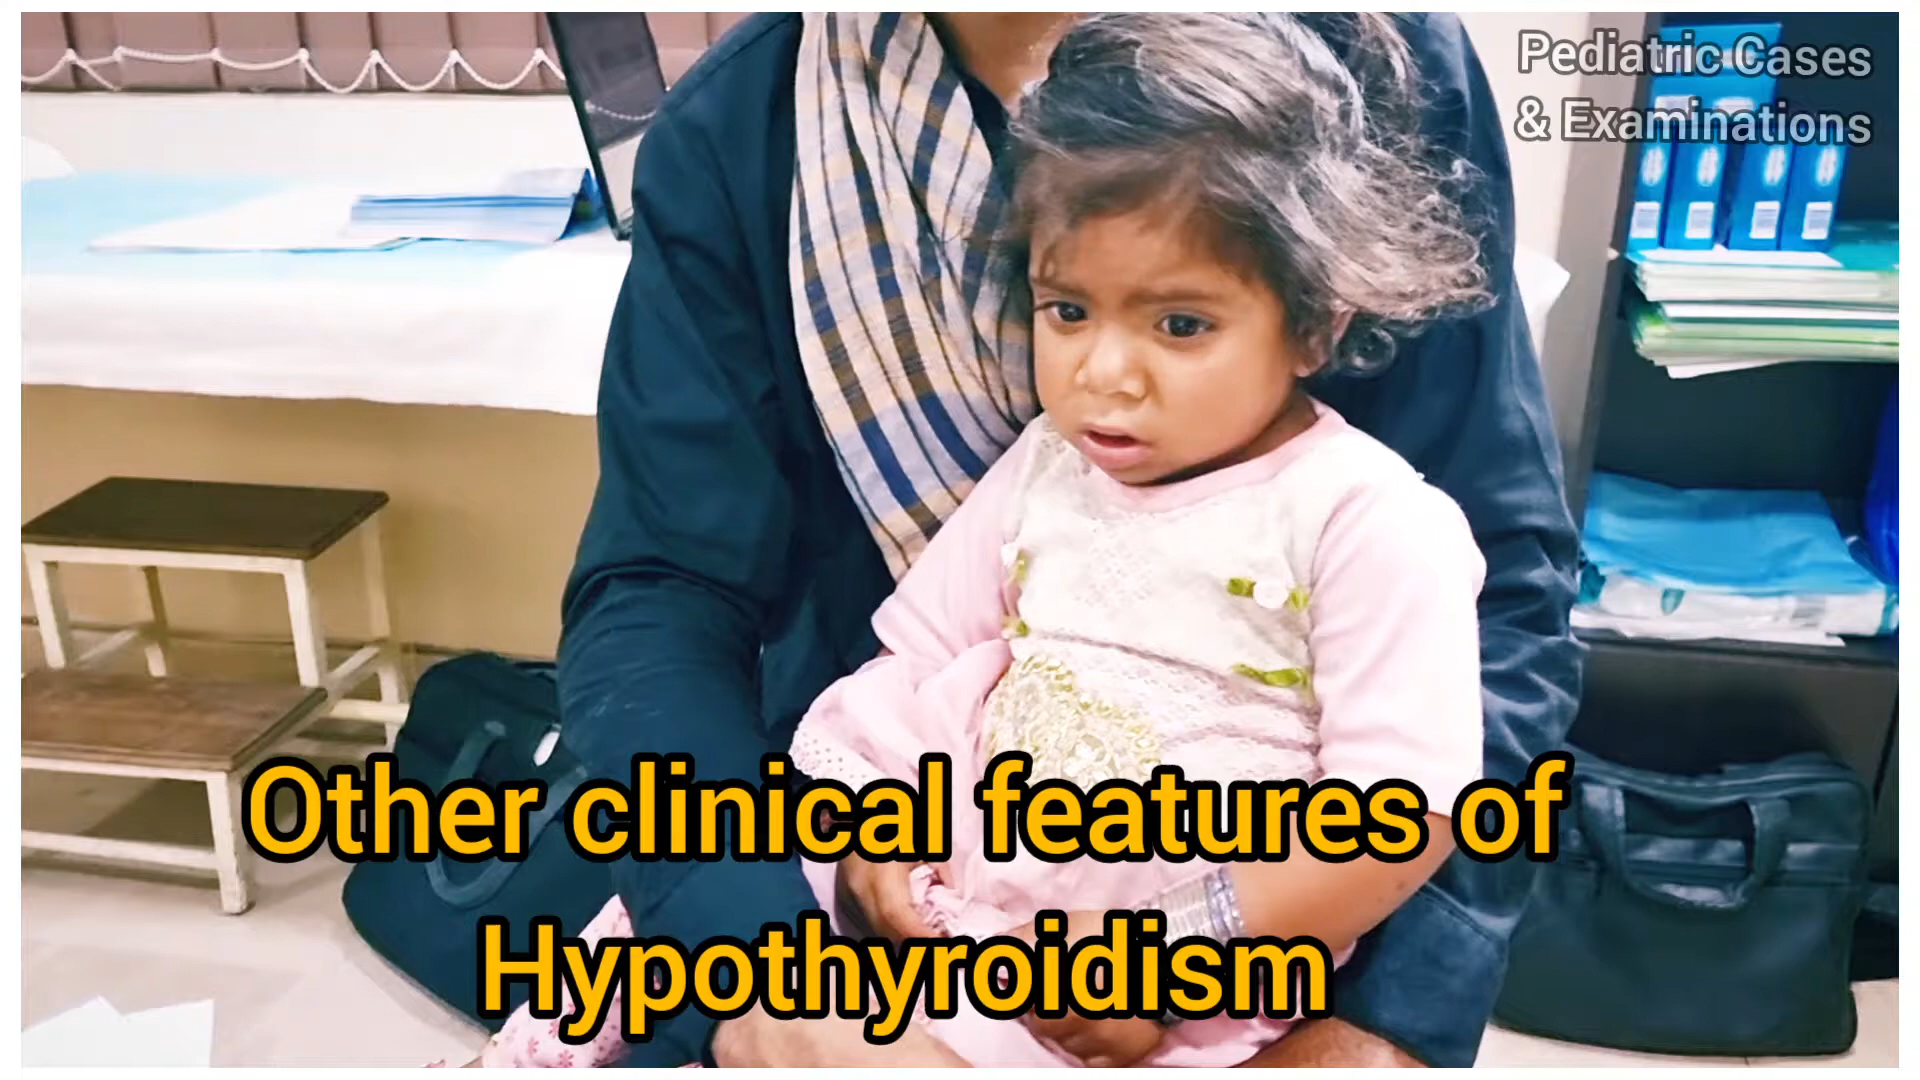 Pediatric Cases
& Examinations
Other clinical features of
Hypothyroidism